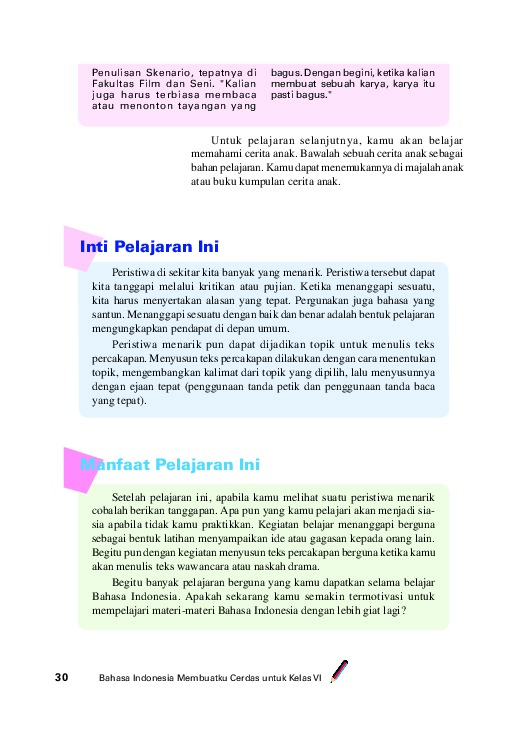 Penulisan Skenario, tepatnya di
Fakultas Film dan Seni. "Kalian
juga harus terbiasa membaca
atau menonton tayangan yang
bagus. Dengan begini, ketika kalian
membuat sebuah karya, karya itu
pasti bagus."
Untuk pelajaran selanjutnya, kamu akan belajar
memahami cerita anak. Bawalah sebuah cerita anak sebagai
bahan pelajaran. Kamu dapat menemukannya di majalah anak
atau buku kumpulan cerita anak.
Inti Pelajaran Ini
Peristiwa di sekitar kita banyak yang menarik. Peristiwa tersebut dapat
kita tanggapi melalui kritikan atau pujian. Ketika menanggapi sesuatu,
kita harus menyertakan alasan yang tepat. Pergunakan juga bahasa yang
santun. Menanggapi sesuatu dengan baik dan benar adalah bentuk pelajaran
mengungkapkan pendapat di depan umum.
Peristiwa menarik pun dapat dijadikan topik untuk menulis teks
percakapan. Menyusun teks percakapan dilakukan dengan cara menentukan
topik, mengembangkan kalimat dari topik yang dipilih, lalu menyusunnya
dengan ejaan tepat (penggunaan tanda petik dan penggunaan tanda baca
yang tepat).
Manfaat Pelajaran Ini
Setelah pelajaran ini, apabila kamu melihat suatu peristiwa menarik
cobalah berikan tanggapan. Apa pun yang kamu pelajari akan menjadi sia-
sia apabila tidak kamu praktikkan. Kegiatan belajar menanggapi berguna
sebagai bentuk latihan menyampaikan ide atau gagasan kepada orang lain.
Begitu pun dengan kegiatan menyusun teks percakapan berguna ketika kamu
akan menulis teks wawancara atau naskah drama.
Begitu banyak pelajaran berguna yang kamu dapatkan selama belajar
Bahasa Indonesia. Apakah sekarang kamu semakin termotivasi untuk
mempelajari materi-materi Bahasa Indonesia dengan lebih giat lagi?
30 Bahasa Indonesia Membuatku Cerdas untuk Kelas VI